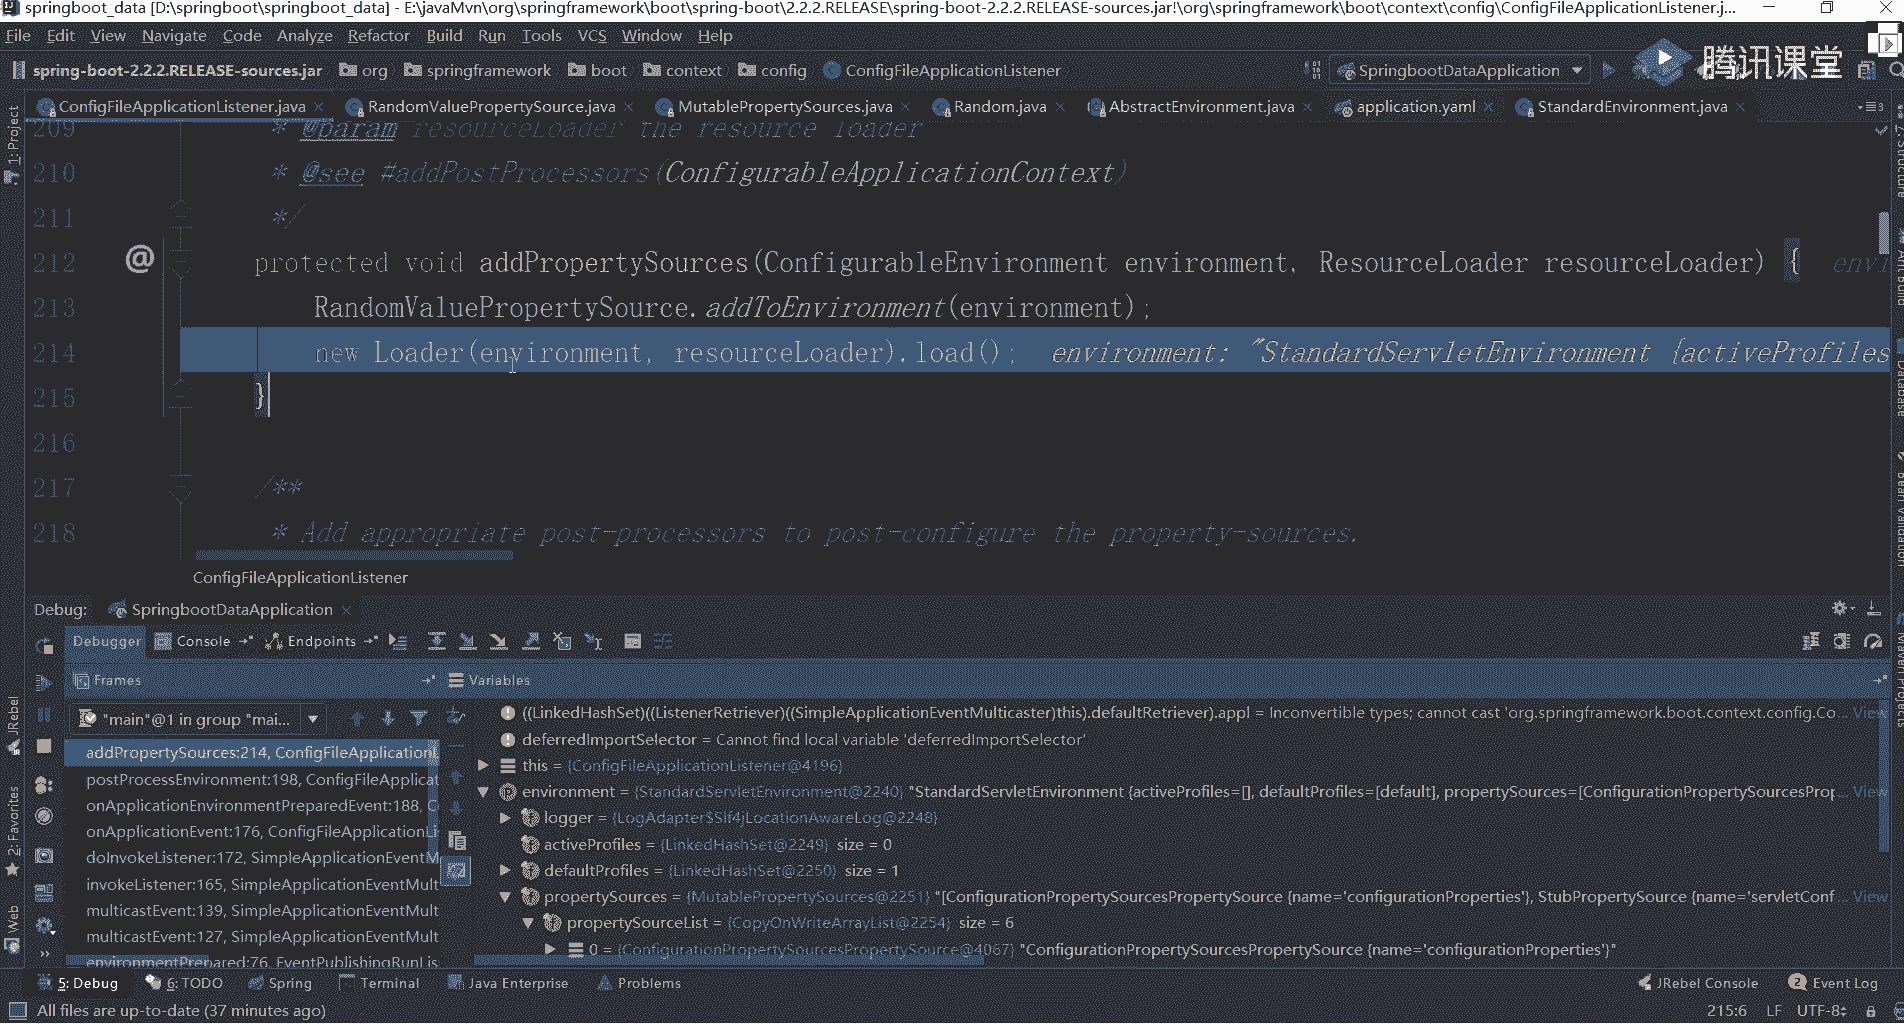 springboot_data [D:\springboot\springboot_data] - E:\javaMvn\org\springframework\boot\spring-boot\2.2.2.RELEASE\spring-boot-2.2.2.RELEASE-sources.jar!\org\springframework\boot\context\config\ConfigFileApplicationListener.j...
File Edit View Navigate Code Analyze Refactor Build Run Tools VCS Window Help
spring-boot-2.2.2.RELEASE-sources.jar org springframework boot context config ConfigFileApplicationListener SpringbootDataApplication 腾讯课堂
ConfigFileApplicationListener.java RandomValuePropertySource.java MutablePropertySources.java Random.java AbstractEnvironment.java application.yaml StandardEnvironment.java
209 * @param resourceLoader the resource loader
210 * @see #addPostProcessors(ConfigurableApplicationContext)
211 */
212 @ protected void addPropertySources(ConfigurableEnvironment environment, ResourceLoader resourceLoader) { envi
213 RandomValuePropertySource.addToEnvironment(environment);
214 new Loader(environment, resourceLoader).load(); environment: "StandardServletEnvironment {activeProfiles
215 }
216
217 /**
218 * Add appropriate post-processors to post-configure the property-sources.
ConfigFileApplicationListener
Debug: SpringbootDataApplication
Debugger Console Endpoints
Frames Variables
"main"@1 in group "mai...
addPropertySources:214, ConfigFileApplicationL
postProcessEnvironment:198, ConfigFileApplicat
onApplicationEnvironmentPreparedEvent:188, C
onApplicationEvent:176, ConfigFileApplicationLi
doInvokeListener:172, SimpleApplicationEventM
invokeListener:165, SimpleApplicationEventMult
multicastEvent:139, SimpleApplicationEventMult
multicastEvent:127, SimpleApplicationEventMult
environmentPrepared:76, EventPublishingRunLis
((LinkedHashSet)((ListenerRetriever)((SimpleApplicationEventMulticaster)this).defaultRetriever).appl = Inconvertible types; cannot cast 'org.springframework.boot.context.config.Co... View
deferredImportSelector = Cannot find local variable 'deferredImportSelector'
this = {ConfigFileApplicationListener@4196}
environment = {StandardServletEnvironment@2240} "StandardServletEnvironment {activeProfiles=[], defaultProfiles=[default], propertySources=[ConfigurationPropertySourcesProp... View
logger = {LogAdapter$Slf4jLocationAwareLog@2248}
activeProfiles = {LinkedHashSet@2249} size = 0
defaultProfiles = {LinkedHashSet@2250} size = 1
propertySources = {MutablePropertySources@2251} "[ConfigurationPropertySourcesPropertySource {name='configurationProperties'}, StubPropertySource {name='servletConf... View
propertySourceList = {CopyOnWriteArrayList@2254} size = 6
0 = {ConfigurationPropertySourcesPropertySource@4067} "ConfigurationPropertySourcesPropertySource {name='configurationProperties'}"
1: Project
JRebel
2: Favorites
Web
5: Debug 6: TODO Spring Terminal Java Enterprise Problems JRebel Console 2 Event Log
All files are up-to-date (37 minutes ago) 215:6 LF UTF-8